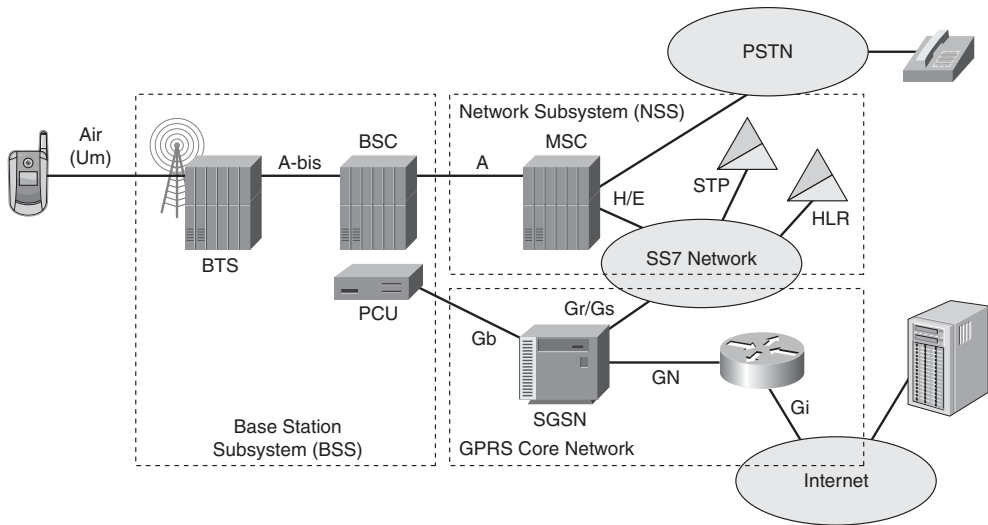 PSTN
Network Subsystem (NSS)
Air
(Um)
A-bis
BSC
A
MSC
H/E
STP
HLR
BTS
SS7 Network
PCU
Gb
Gr/Gs
GN
SGSN
Gi
Base Station
Subsystem (BSS)
GPRS Core Network
Internet